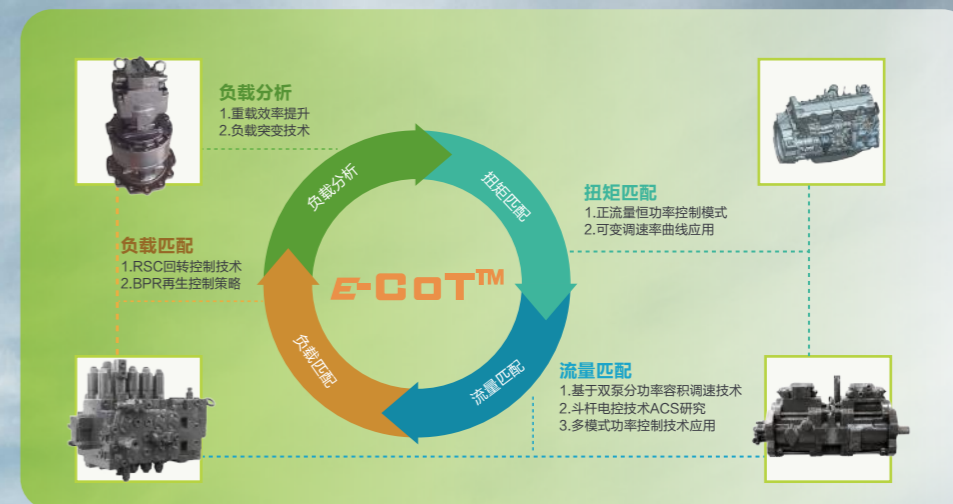 负载分析
1.重载效率提升
2.负载突变技术
负载分析
扭矩匹配
扭矩匹配
1.正流量恒功率控制模式
2.可变调速率曲线应用
负载匹配
1.RSC回转控制技术
2.BPR再生控制策略
E-COT™
负载匹配
流量匹配
流量匹配
1.基于双泵分功率容积调速技术
2.斗杆电控技术ACS研究
3.多模式功率控制技术应用